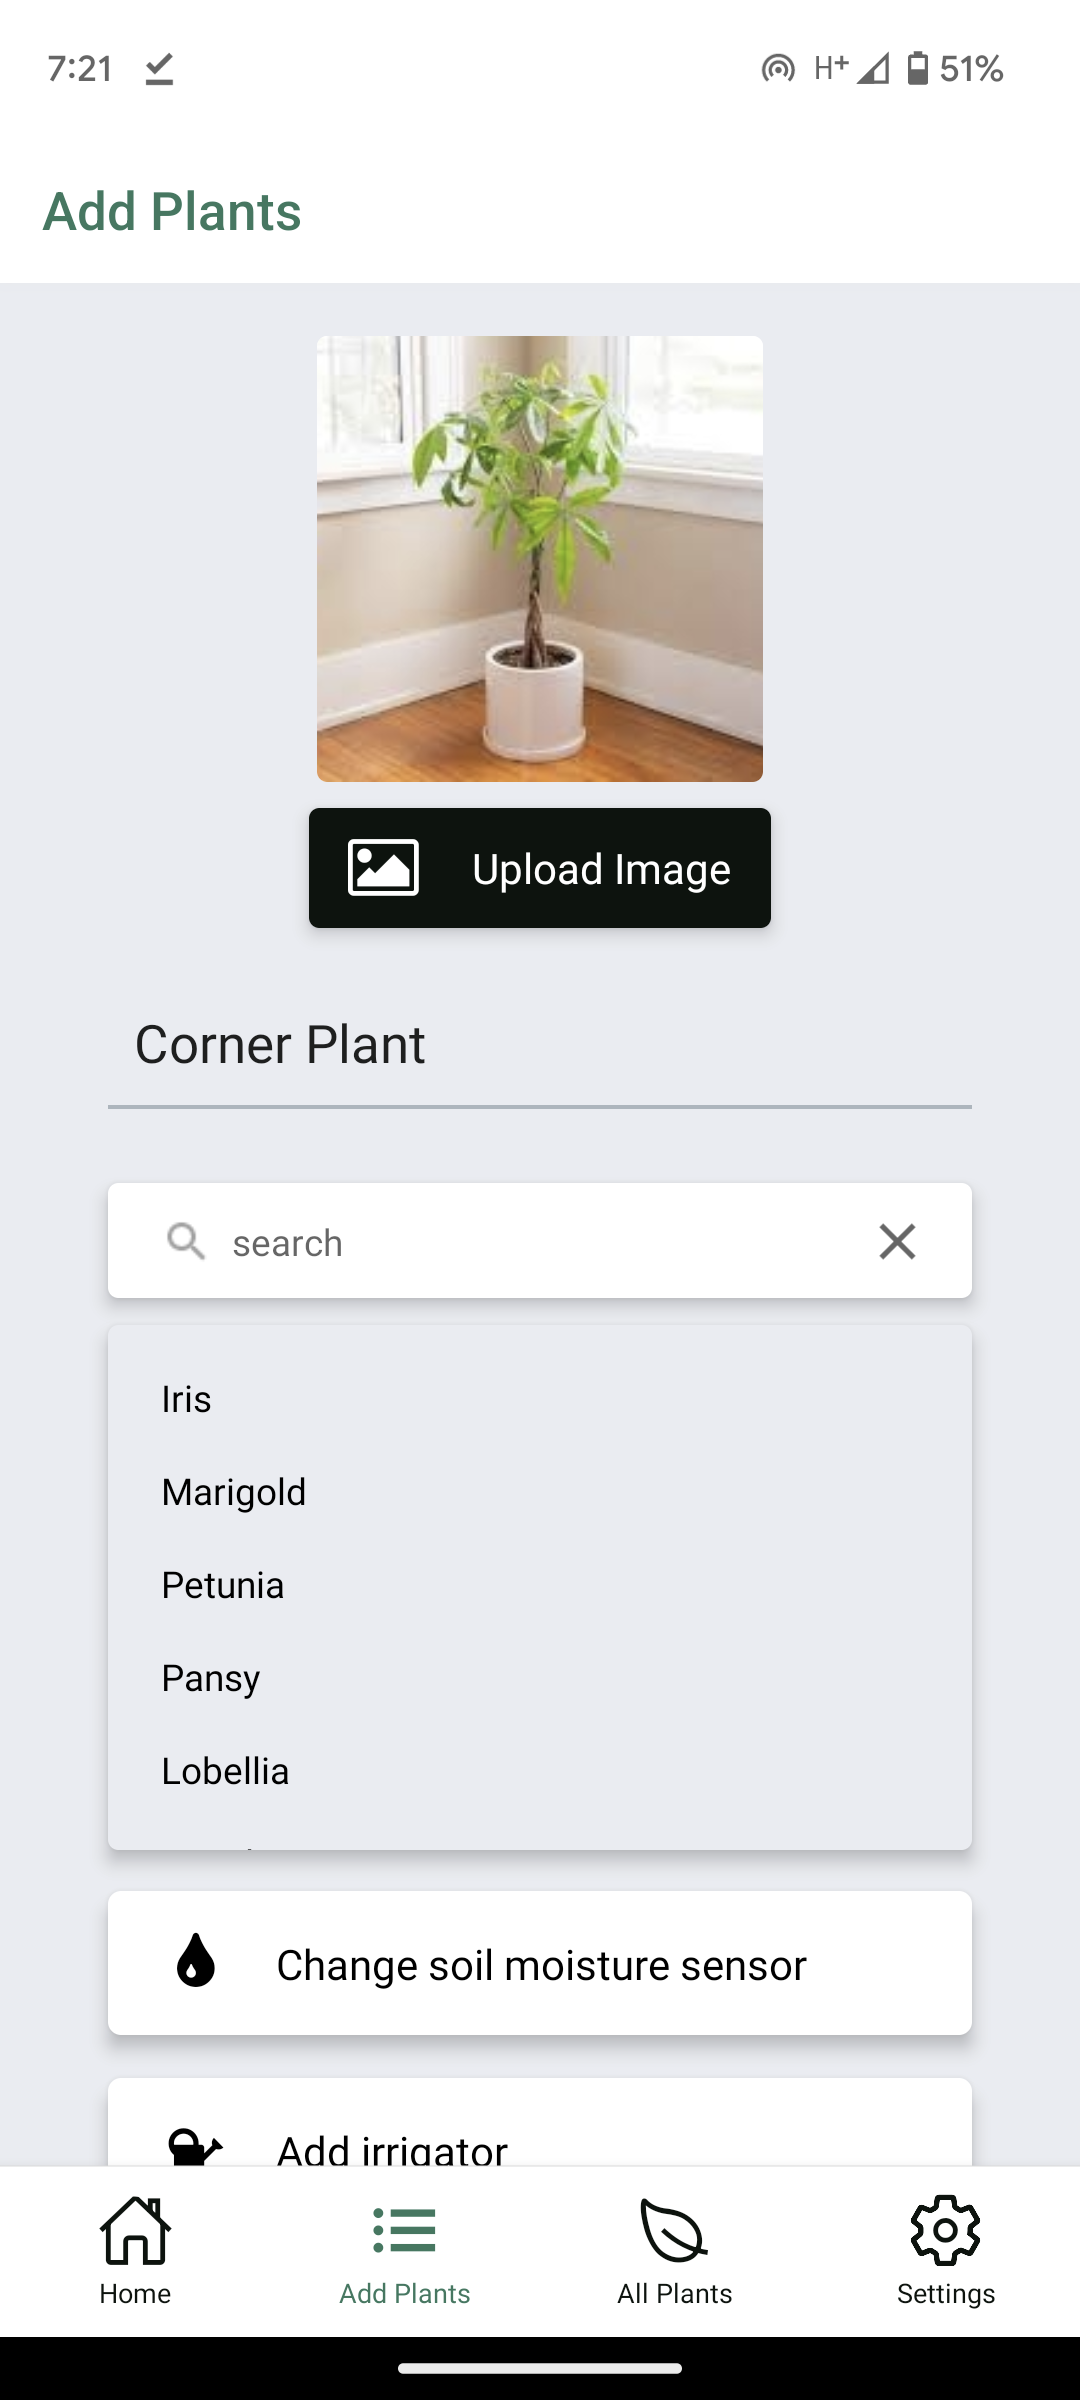 7:21 H+ 51%
Add Plants
Upload Image
Corner Plant
search
Iris
Marigold
Petunia
Pansy
Lobellia
Change soil moisture sensor
Add irrigator
Home Add Plants All Plants Settings